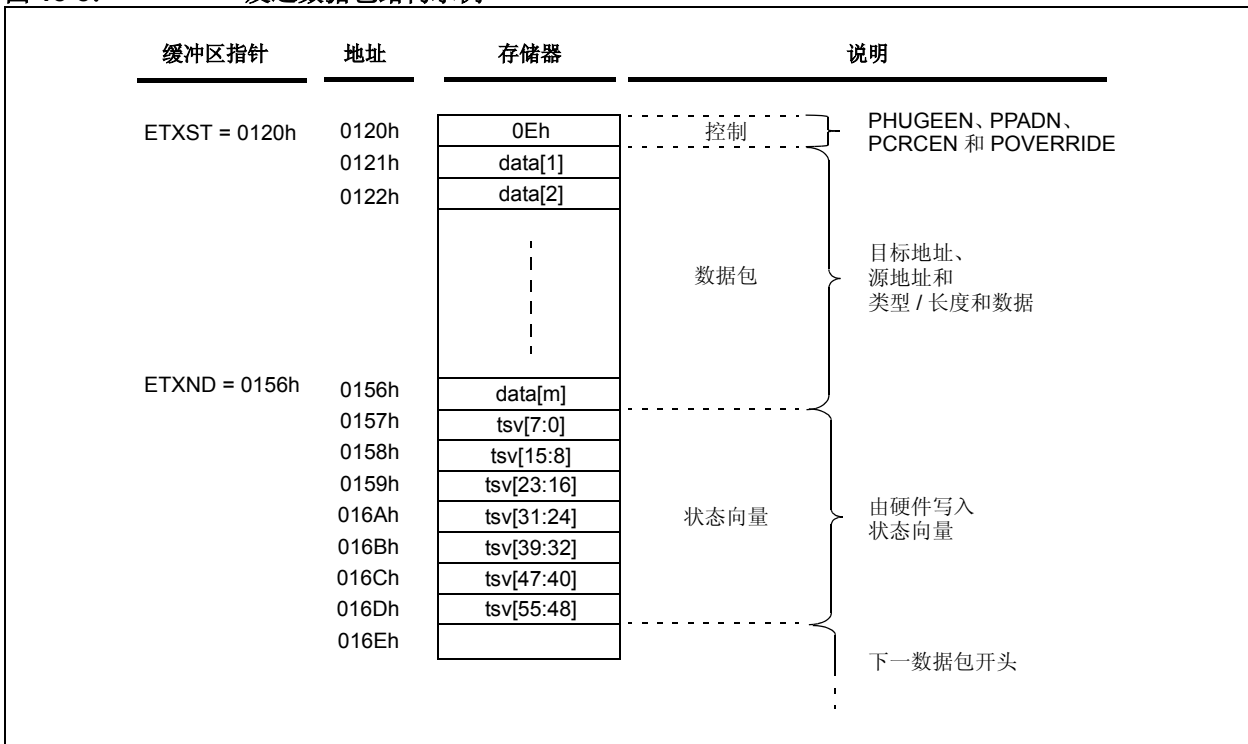 缓冲区指针 地址 存储器 说明
ETXST = 0120h 0120h 0Eh 控制 PHUGEEN、PPADN、
PCRCEN 和 POVERRIDE
0121h data[1]
0122h data[2]
数据包
目标地址、
源地址和
类型 / 长度和数据
ETXND = 0156h 0156h data[m]
0157h tsv[7:0]
0158h tsv[15:8]
0159h tsv[23:16]
016Ah tsv[31:24] 状态向量 由硬件写入
状态向量
016Bh tsv[39:32]
016Ch tsv[47:40]
016Dh tsv[55:48]
016Eh
下一数据包开头